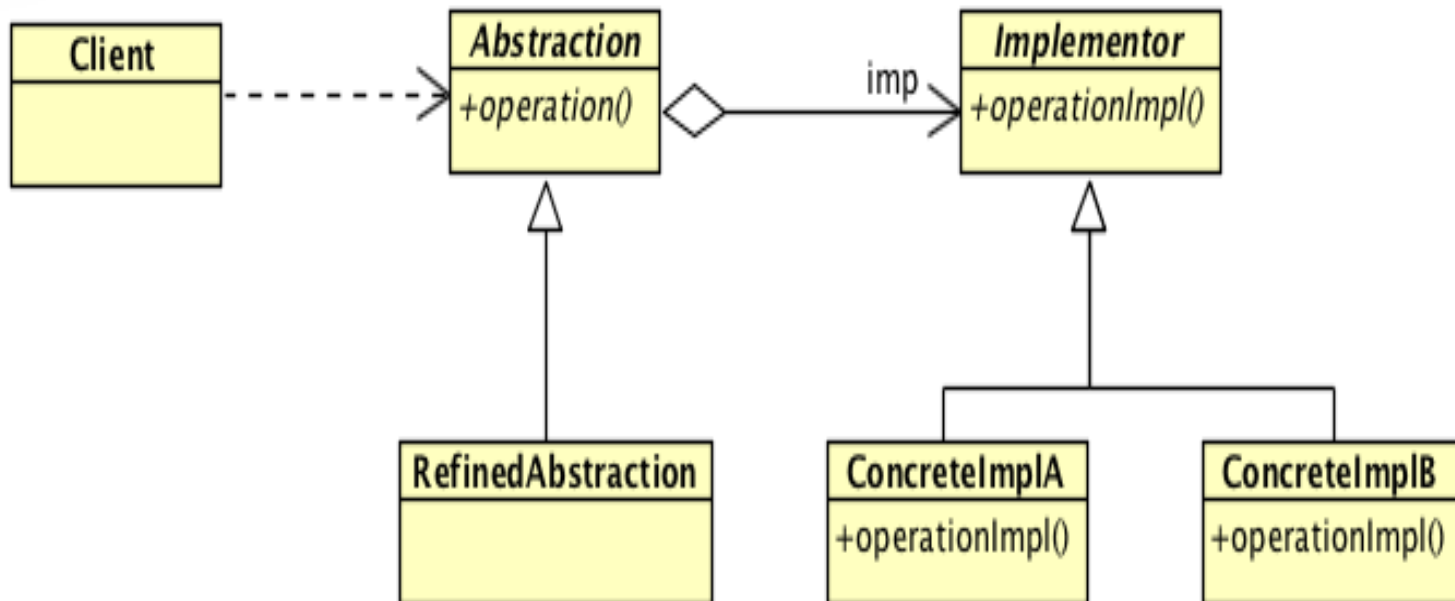 Client
Abstraction
+operation()
imp
Implementor
+operationImpl()
RefinedAbstraction
ConcreteImplA
+operationImpl()
ConcreteImplB
+operationImpl()